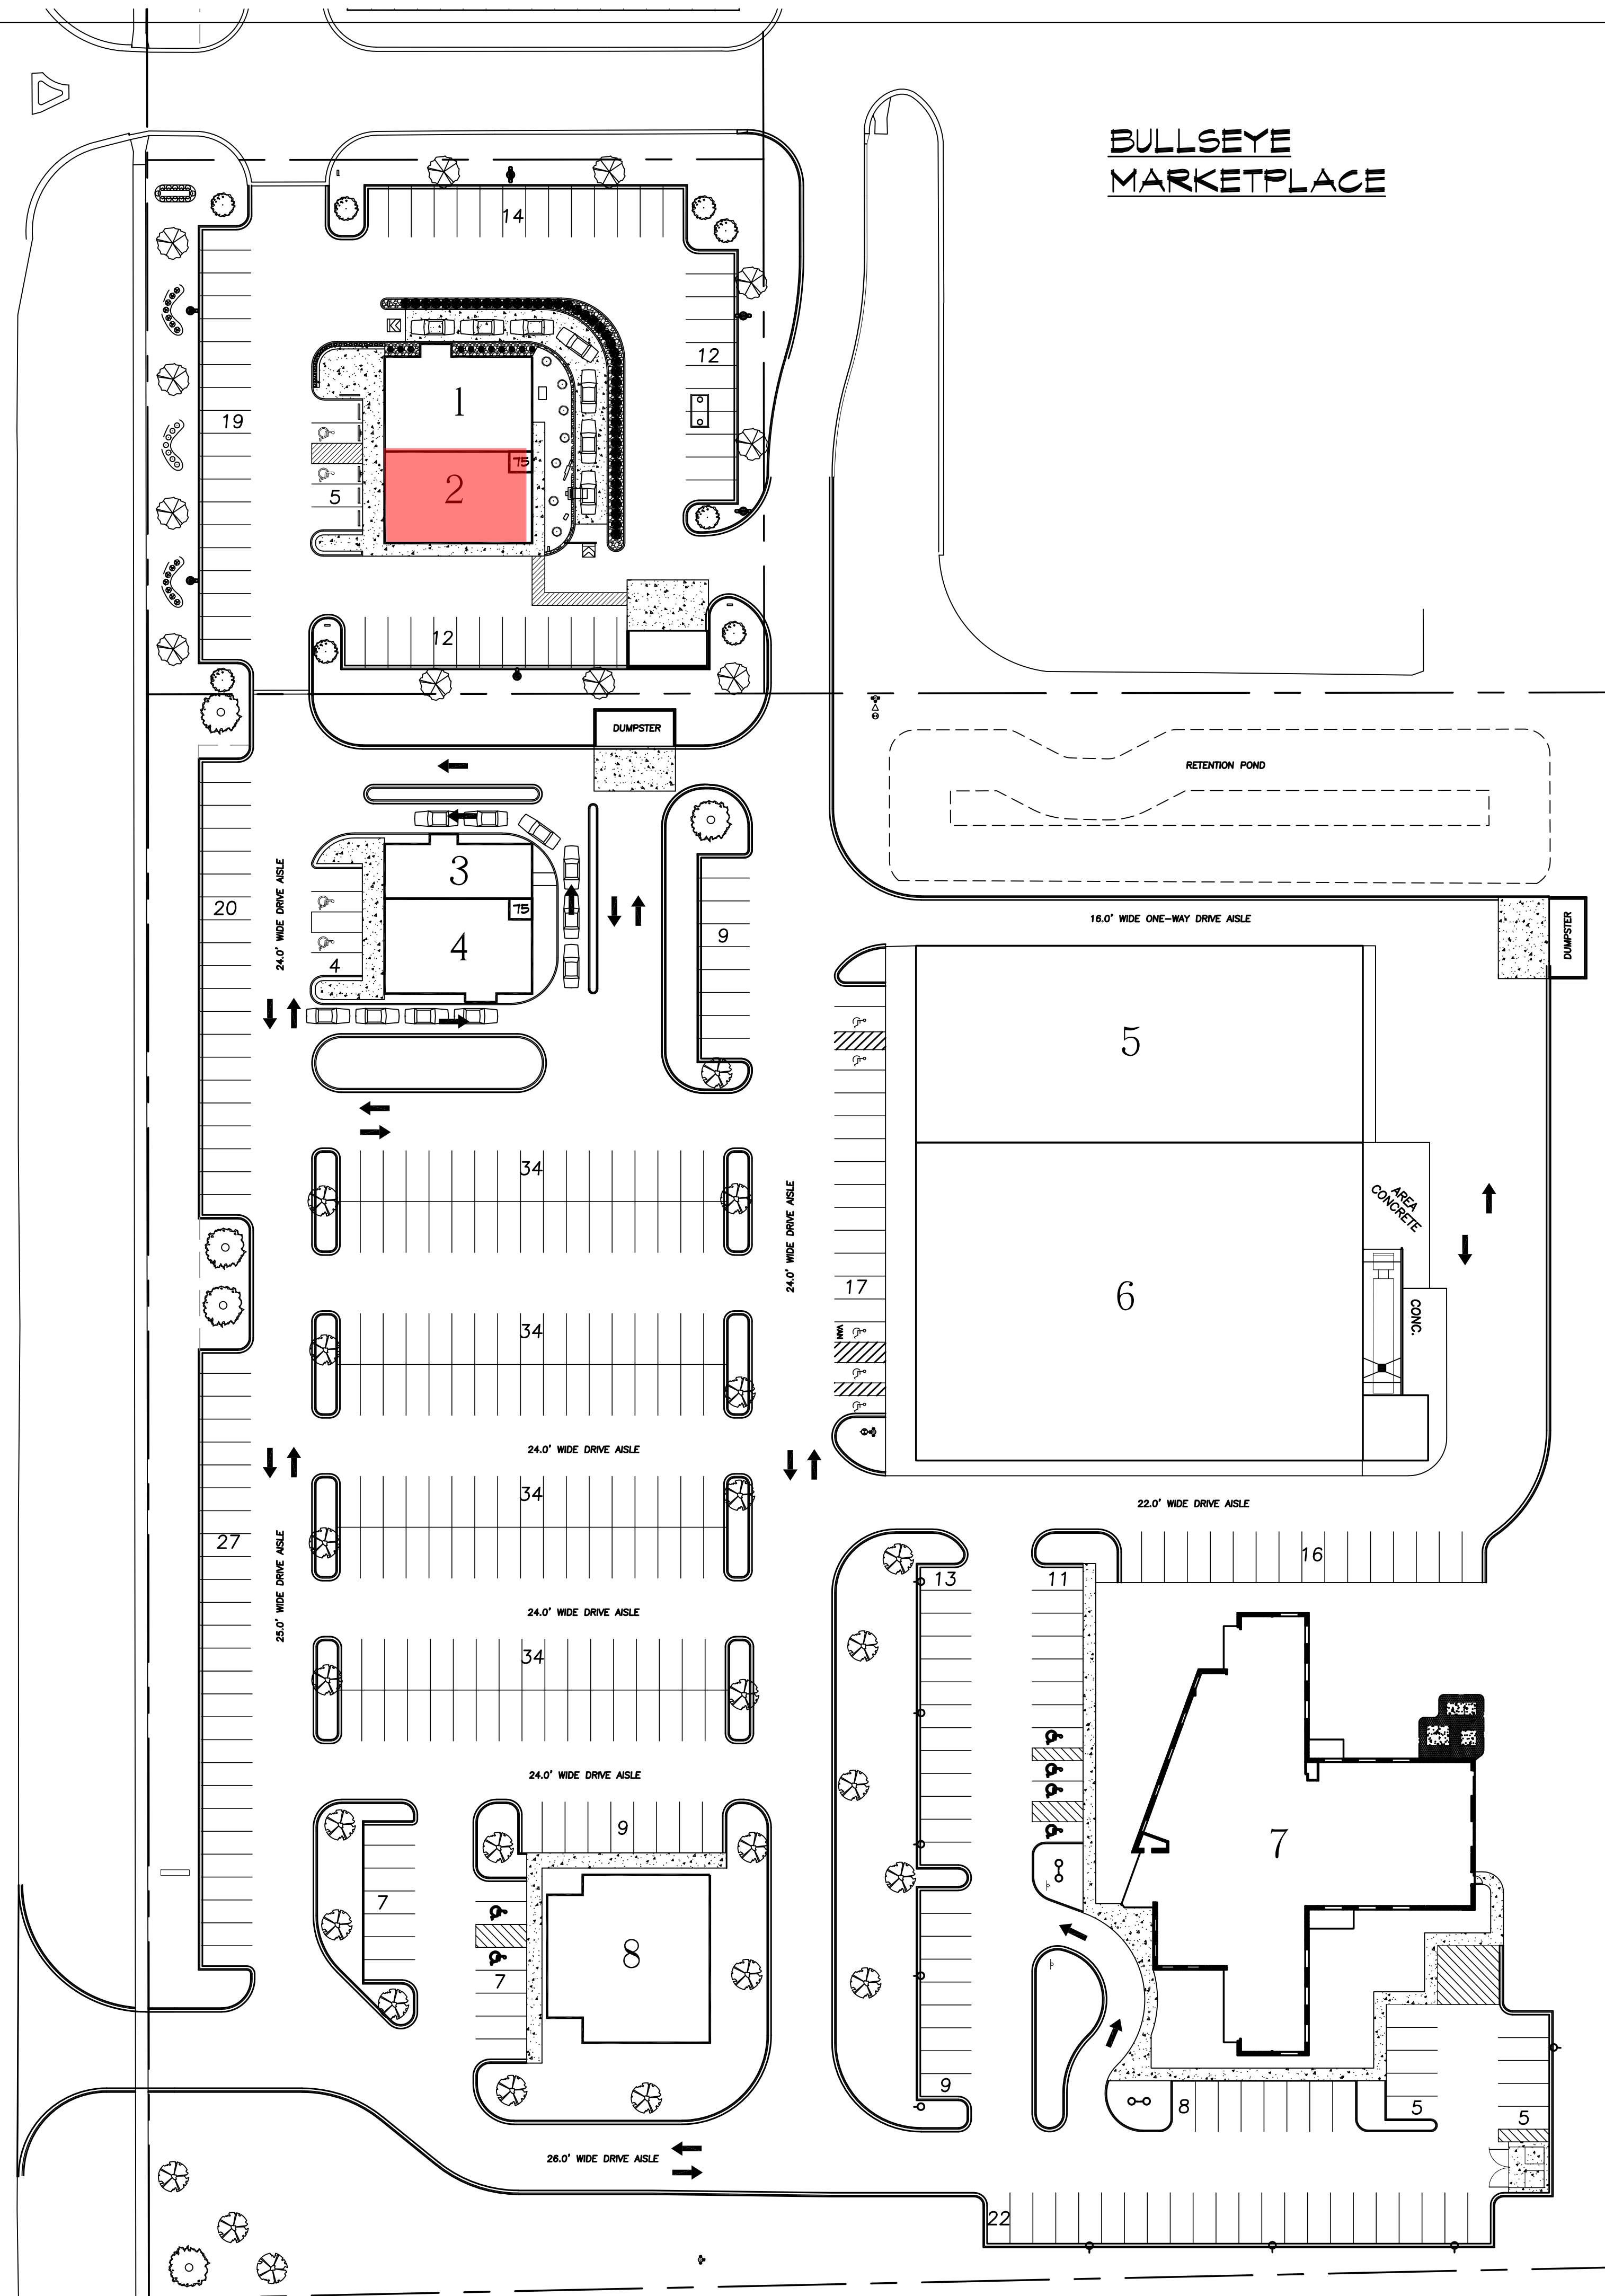 BULLSEYE
MARKETPLACE
14
12
19
1
2
75
5
12
DUMPSTER
RETENTION POND
3
75
4
4
20
24.0' WIDE DRIVE AISLE
9
16.0' WIDE ONE-WAY DRIVE AISLE
DUMPSTER
5
34
24.0' WIDE DRIVE AISLE
AREA
CONCRETE
6
17
VAN
CONC.
34
24.0' WIDE DRIVE AISLE
34
22.0' WIDE DRIVE AISLE
27
25.0' WIDE DRIVE AISLE
16
13
11
24.0' WIDE DRIVE AISLE
34
24.0' WIDE DRIVE AISLE
9
7
7
8
7
9
8
5
5
26.0' WIDE DRIVE AISLE
22